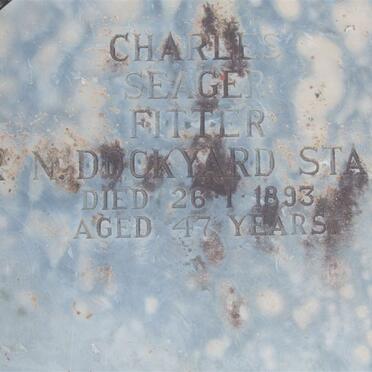 CHARLES
SEAGER
FITTER
R N DOCKYARD STA
DIED 26·1·1893
AGED 47 YEARS